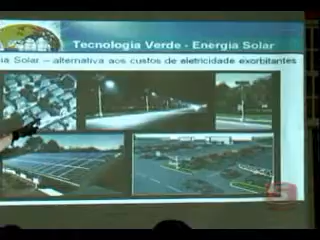 Tecnologia Verde - Energia Solar
ia Solar – alternativa aos custos de eletricidade exorbitantes